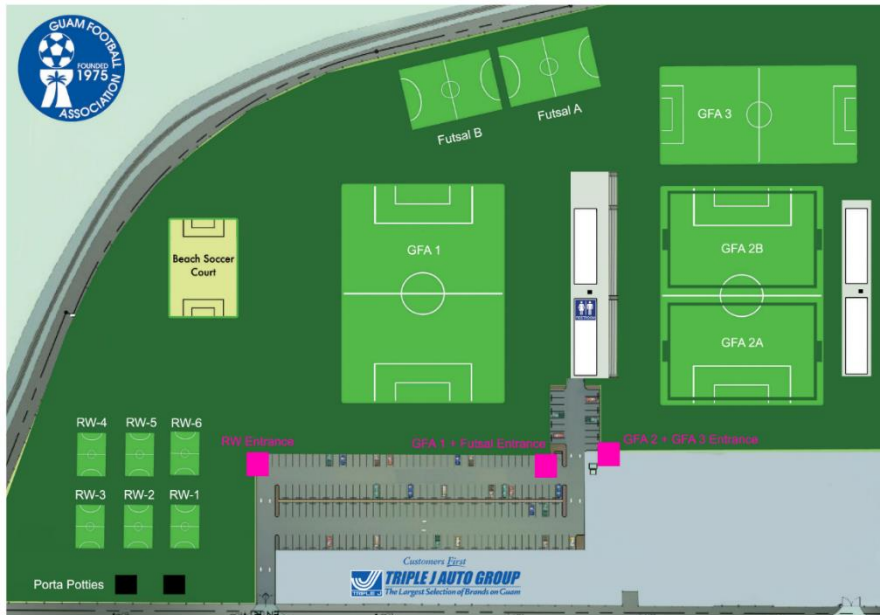 GUAM FOOTBALL
FOUNDED
1975
ASSOCIATION
Futsal B
Futsal A
GFA 3
Beach Soccer
Court
GFA 1
GFA 2B
GFA 2A
RW-4
RW-5
RW-6
RW Entrance
GFA 1 + Futsal Entrance
GFA 2 + GFA 3 Entrance
RW-3
RW-2
RW-1
Porta Potties
Customers First
TRIPLE J
TRIPLE J AUTO GROUP
The Largest Selection of Brands on Guam